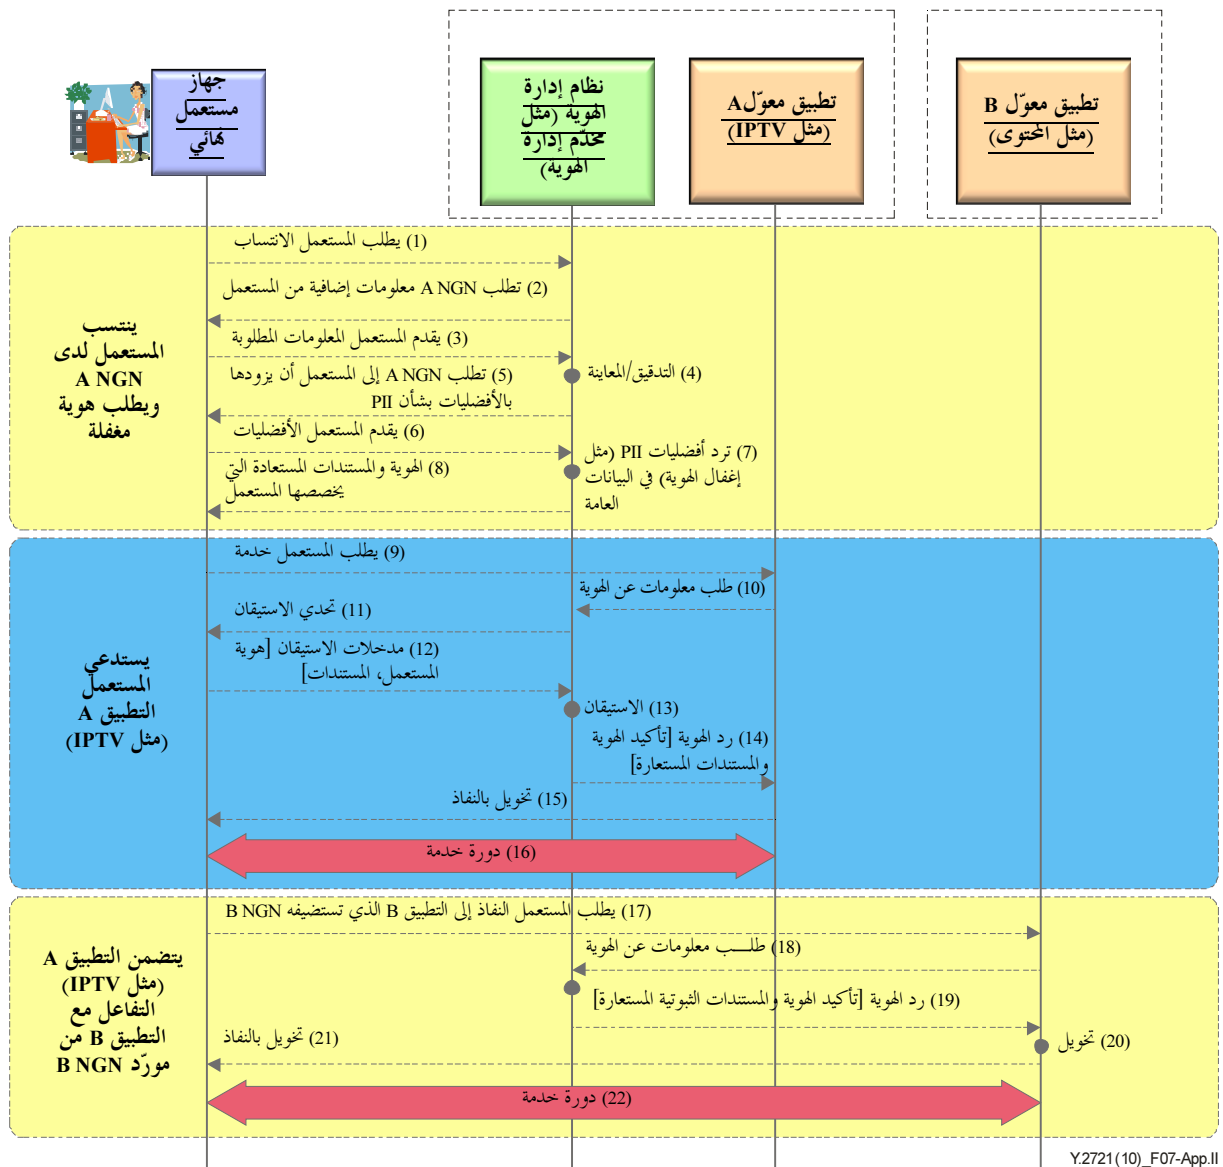 جهاز
مستعمل
نهائي
نظام إدارة
الهوية (مثل
مخدّم إدارة
الهوية)
تطبيق معوّل A
(مثل IPTV)
تطبيق معوّل B
(مثل المحتوى)
ينتسب
المستعمل لدى
A NGN
ويطلب هوية
مغفلة
(1) يطلب المستعمل الانتساب
(2) تطلب A NGN معلومات إضافية من المستعمل
(3) يقدم المستعمل المعلومات المطلوبة
(4) التدقيق/المعاينة
(5) تطلب A NGN إلى المستعمل أن يزودها
بالأفضليات بشأن PII
(6) يقدم المستعمل الأفضليات
(7) ترد أفضليات PII (مثل
إغفال الهوية) في البيانات
العامة
(8) الهوية والمستندات المستعادة التي
يخصصها المستعمل
يستدعي
المستعمل
التطبيق A
(مثل IPTV)
(9) يطلب المستعمل خدمة
(10) طلب معلومات عن الهوية
(11) تحدي الاستيقان
(12) مدخلات الاستيقان [هوية
المستعمل، المستندات]
(13) الاستيقان
(14) رد الهوية [تأكيد الهوية
والمستندات المستعارة]
(15) تخويل بالنفاذ
(16) دورة خدمة
يتضمن التطبيق A
(مثل IPTV)
التفاعل مع
التطبيق B من
مورّد B NGN
(17) يطلب المستعمل النفاذ إلى التطبيق B الذي تستضيفه B NGN
(18) طلب معلومات عن الهوية
(19) رد الهوية [تأكيد الهوية والمستندات الثبوتية المستعارة]
(20) تخويل
(21) تخويل بالنفاذ
(22) دورة خدمة
Y.2721(10)_F07-App.II